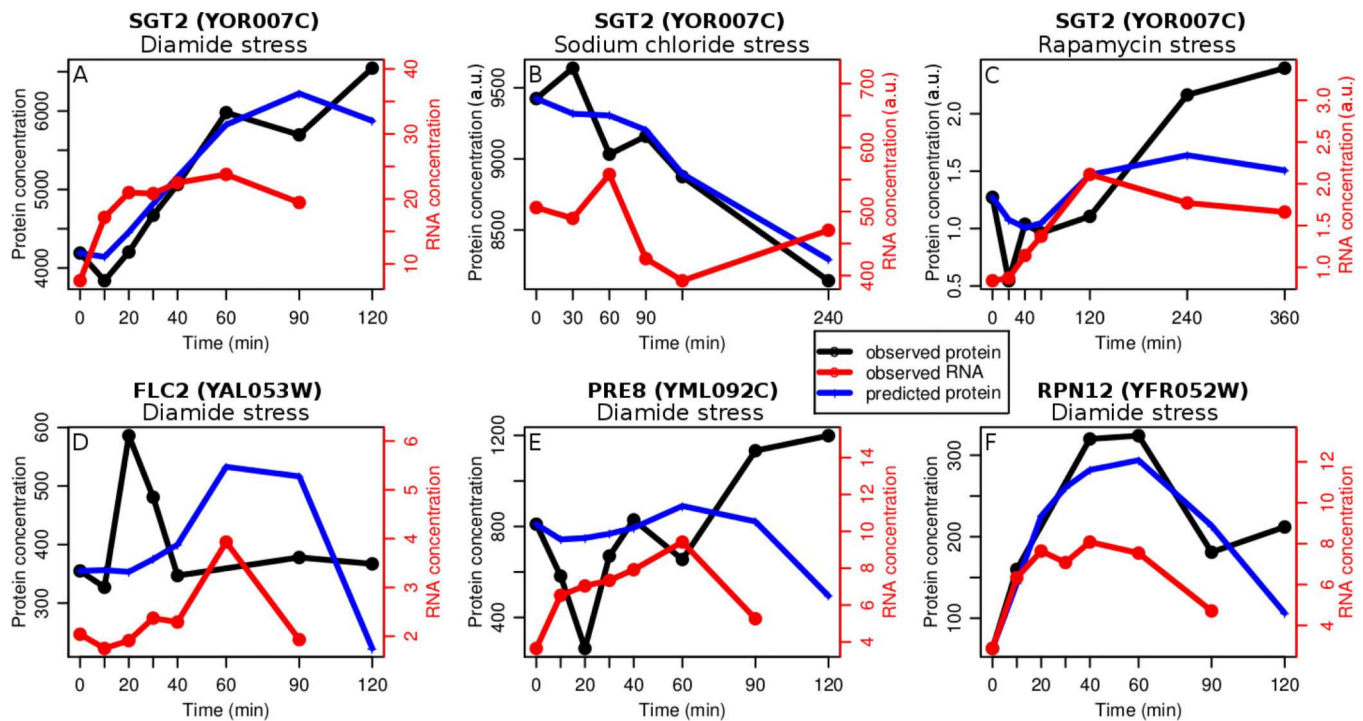 SGT2 (YOR007C)
Diamide stress
A
Protein concentration
4000 5000 6000
RNA concentration
10 20 30 40
0 20 40 60 90 120
Time (min)
SGT2 (YOR007C)
Sodium chloride stress
B
Protein concentration (a.u.)
8500 9000 9500
RNA concentration (a.u.)
400 500 600 700
0 30 60 90 240
Time (min)
SGT2 (YOR007C)
Rapamycin stress
C
Protein concentration (a.u.)
0.5 1.0 1.5 2.0
RNA concentration (a.u.)
1.0 1.5 2.0 2.5 3.0
0 40 120 240 360
Time (min)
observed protein
observed RNA
predicted protein
FLC2 (YAL053W)
Diamide stress
D
Protein concentration
300 400 500 600
RNA concentration
2 3 4 5 6
0 20 40 60 90 120
Time (min)
PRE8 (YML092C)
Diamide stress
E
Protein concentration
400 800 1200
RNA concentration
4 6 8 10 12 14
0 20 40 60 90 120
Time (min)
RPN12 (YFR052W)
Diamide stress
F
Protein concentration
100 200 300
RNA concentration
4 6 8 10 12
0 20 40 60 90 120
Time (min)